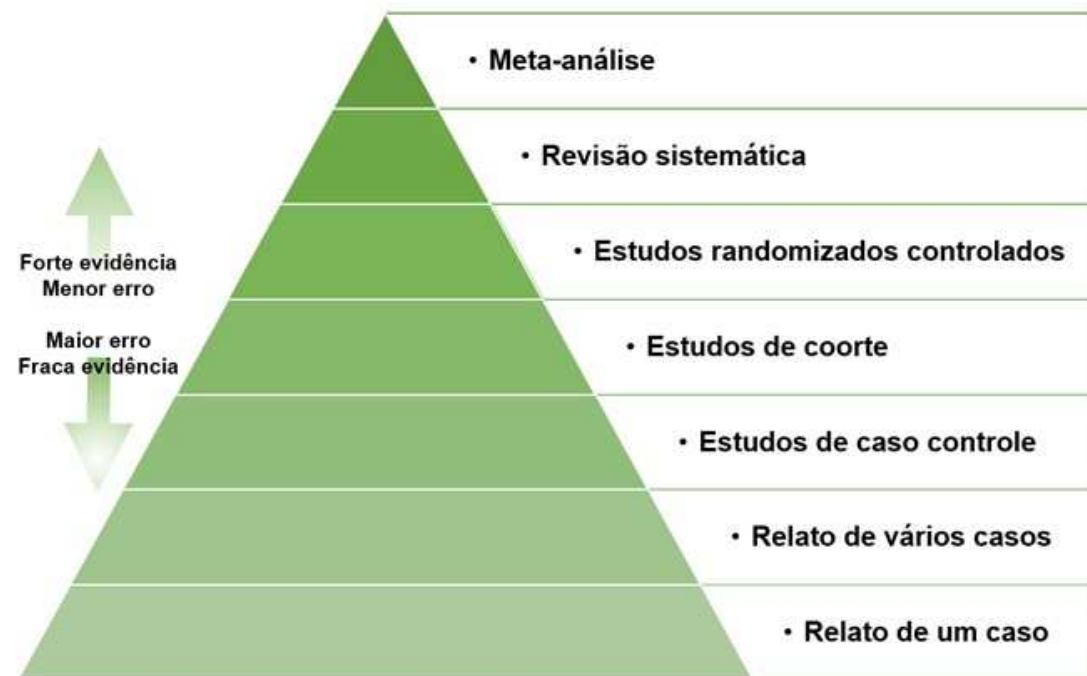 • Meta-análise
• Revisão sistemática
• Estudos randomizados controlados
Forte evidência
Menor erro
Maior erro
Fraca evidência
• Estudos de coorte
• Estudos de caso controle
• Relato de vários casos
• Relato de um caso